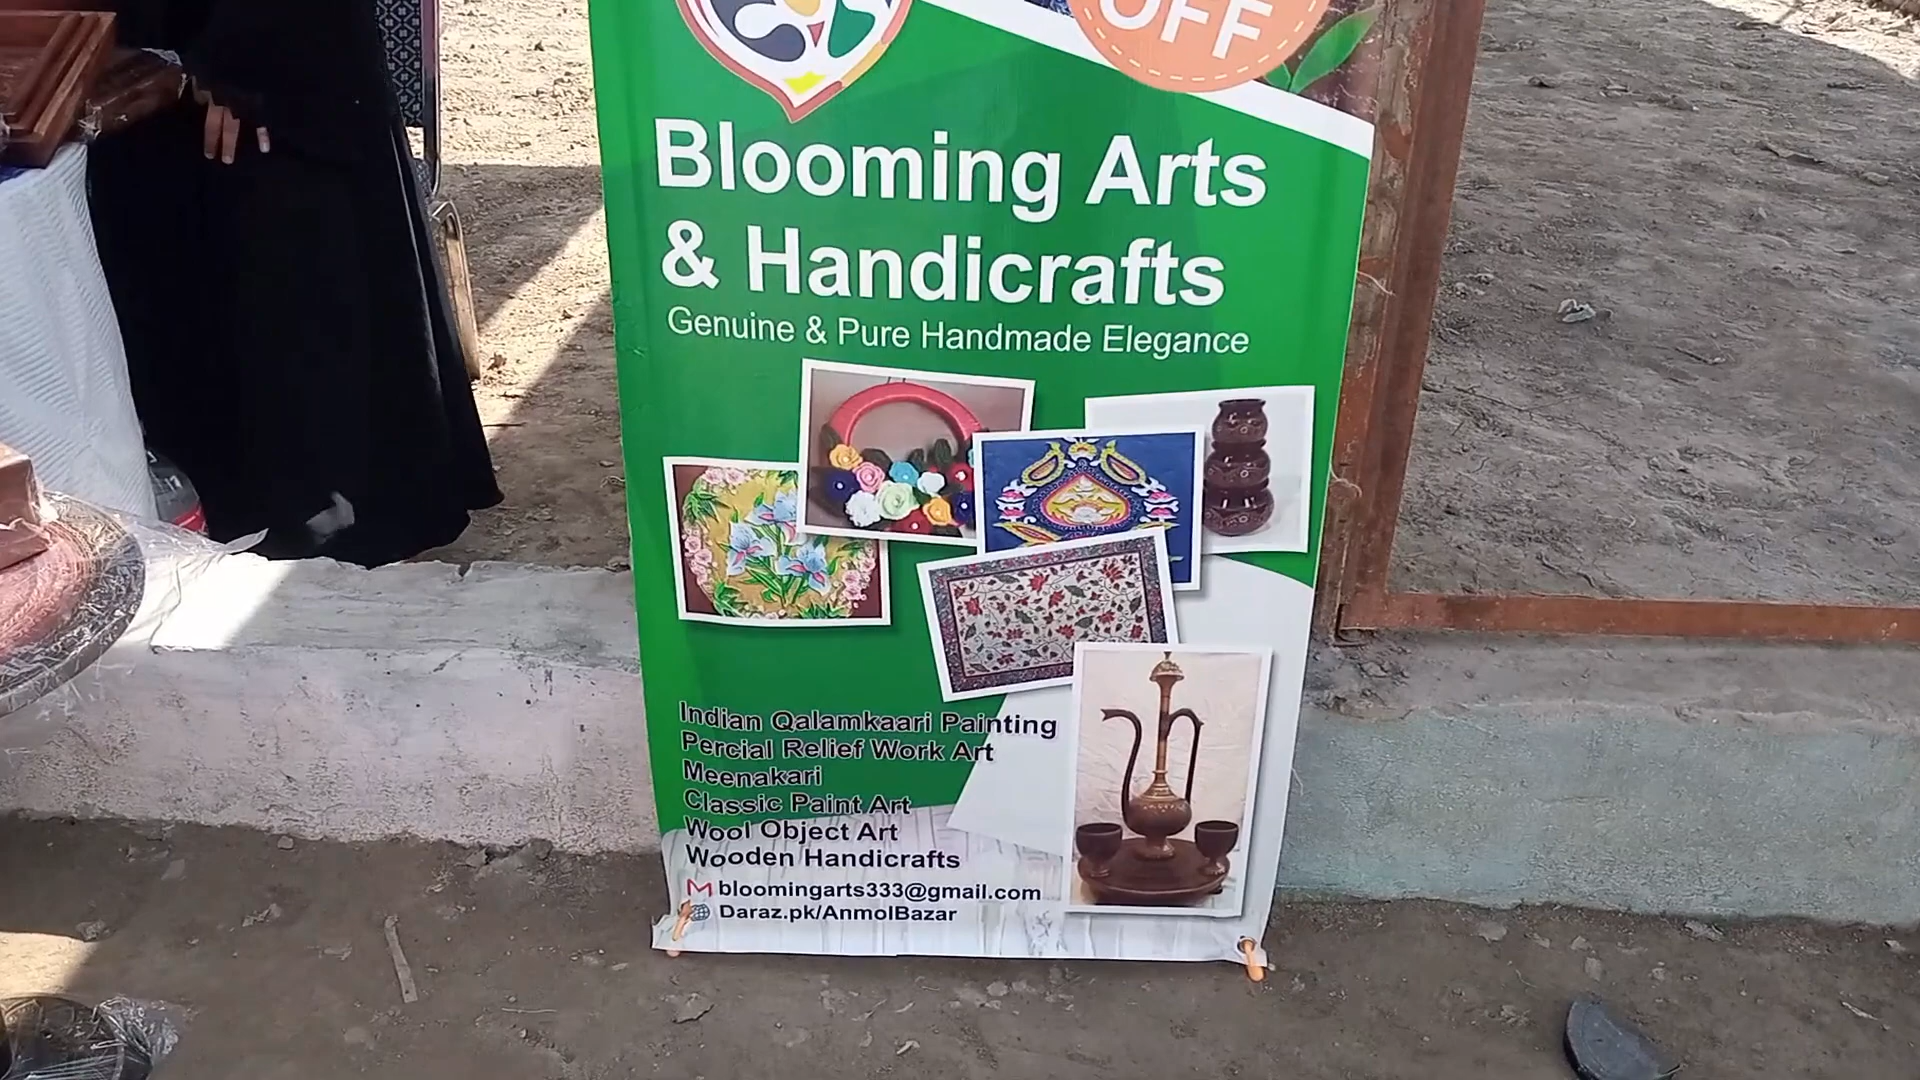 OFF
Blooming Arts
& Handicrafts
Genuine & Pure Handmade Elegance
Indian Qalamkaari Painting
Percial Relief Work Art
Meenakari
Classic Paint Art
Wool Object Art
Wooden Handicrafts
bloomingarts333@gmail.com
Daraz.pk/AnmolBazar